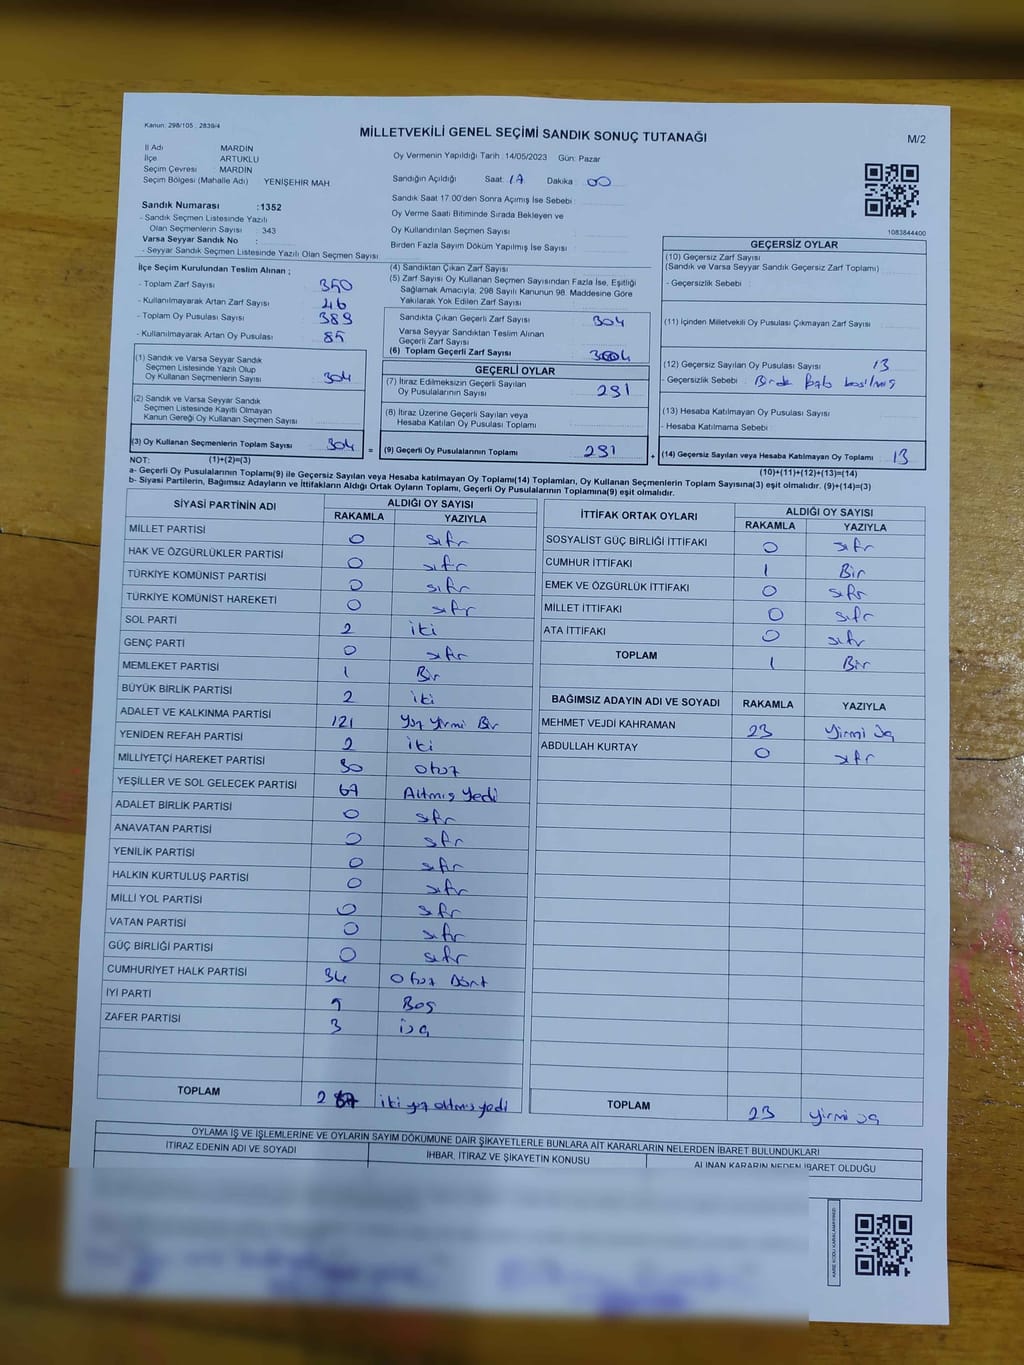 Kanun: 298/105 ; 2839/4
MİLLETVEKİLİ GENEL SEÇİMİ SANDIK SONUÇ TUTANAĞI
M/2
İl Adı MARDİN
İlçe ARTUKLU
Seçim Çevresi MARDİN
Seçim Bölgesi (Mahalle Adı) YENİŞEHİR MAH.
Oy Vermenin Yapıldığı Tarih : 14/05/2023 Gün: Pazar
Sandığın Açıldığı Saat: 17 Dakika : 00
Sandık Saat 17:00'den Sonra Açımış İse Sebebi :
Oy Verme Saati Bitiminde Sırada Bekleyen ve
Oy Kullandırılan Seçmen Sayısı :
Birden Fazla Sayım Döküm Yapılmış İse Sayısı :
1083844400
Sandık Numarası :1352
- Sandık Seçmen Listesinde Yazılı
Olan Seçmenlerin Sayısı : 343
Varsa Seyyar Sandık No :
- Seyyar Sandık Seçmen Listesinde Yazılı Olan Seçmen Sayısı :
İlçe Seçim Kurulundan Teslim Alınan ;
- Toplam Zarf Sayısı : 350
- Kullanılmayarak Artan Zarf Sayısı : 46
- Toplam Oy Pusulası Sayısı : 389
- Kullanılmayarak Artan Oy Pusulası : 85
(1) Sandık ve Varsa Seyyar Sandık
Seçmen Listesinde Yazılı Olup
Oy Kullanan Seçmenlerin Sayısı : 304
(2) Sandık ve Varsa Seyyar Sandık
Seçmen Listesinde Kayıtlı Olmayan
Kanun Gereği Oy Kullanan Seçmen Sayısı :
(3) Oy Kullanan Seçmenlerin Toplam Sayısı : 304 =
(4) Sandıktan Çıkan Zarf Sayısı :
(5) Zarf Sayısı Oy Kullanan Seçmen Sayısından Fazla İse, Eşitliği
Sağlamak Amacıyla, 298 Sayılı Kanunun 98. Maddesine Göre
Yakılarak Yok Edilen Zarf Sayısı :
Sandıkta Çıkan Geçerli Zarf Sayısı : 304
Varsa Seyyar Sandıktan Teslim Alınan
Geçerli Zarf Sayısı :
(6) Toplam Geçerli Zarf Sayısı :
GEÇERLİ OYLAR
(7) İtiraz Edilmeksizin Geçerli Sayılan
Oy Pusulalarının Sayısı : 291
(8) İtiraz Üzerine Geçerli Sayılan veya
Hesaba Katılan Oy Pusulası Toplamı :
(9) Geçerli Oy Pusulalarının Toplamı : 291 +
GEÇERSİZ OYLAR
(10) Geçersiz Zarf Sayısı
(Sandık ve Varsa Seyyar Sandık Geçersiz Zarf Toplamı) :
- Geçersizlik Sebebi :
(11) İçinden Milletvekili Oy Pusulası Çıkmayan Zarf Sayısı :
(12) Geçersiz Sayılan Oy Pusulası Sayısı : 13
- Geçersizlik Sebebi :
(13) Hesaba Katılmayan Oy Pusulası Sayısı :
- Hesaba Katılmama Sebebi :
(14) Geçersiz Sayılan veya Hesaba Katılmayan Oy Toplamı : 13
NOT: (1)+(2)=(3) (10)+(11)+(12)+(13)=(14)
a- Geçerli Oy Pusulalarının Toplamı(9) ile Geçersiz Sayılan veya Hesaba katılmayan Oy Toplamı(14) Toplamları, Oy Kullanan Seçmenlerin Toplam Sayısına(3) eşit olmalıdır. (9)+(14)=(3)
b- Siyasi Partilerin, Bağımsız Adayların ve İttifakların Aldığı Ortak Oyların Toplamı, Geçerli Oy Pusulalarının Toplamına(9) eşit olmalıdır.
SİYASİ PARTİNİN ADI ALDIĞI OY SAYISI
RAKAMLA YAZIYLA
MİLLET PARTİSİ 0 sıfır
HAK VE ÖZGÜRLÜKLER PARTİSİ 0 sıfır
TÜRKİYE KOMÜNİST PARTİSİ 0 sıfır
TÜRKİYE KOMÜNİST HAREKETİ 0 sıfır
SOL PARTİ 2 iki
GENÇ PARTİ 0 sıfır
MEMLEKET PARTİSİ 1 Bir
BÜYÜK BİRLİK PARTİSİ 2 iki
ADALET VE KALKINMA PARTİSİ 121 Yüz Yirmi Bir
YENİDEN REFAH PARTİSİ 2 iki
MİLLİYETÇİ HAREKET PARTİSİ 30 otuz
YEŞİLLER VE SOL GELECEK PARTİSİ 67 Altmış Yedi
ADALET BİRLİK PARTİSİ 0 sıfır
ANAVATAN PARTİSİ 0 sıfır
YENİLİK PARTİSİ 0 sıfır
HALKIN KURTULUŞ PARTİSİ 0 sıfır
MİLLİ YOL PARTİSİ 0 sıfır
VATAN PARTİSİ 0 sıfır
GÜÇ BİRLİĞİ PARTİSİ 0 sıfır
CUMHURİYET HALK PARTİSİ 34 Otuz Dört
İYİ PARTİ 5 Beş
ZAFER PARTİSİ 3 üç
TOPLAM 267 iki yüz altmış yedi
İTTİFAK ORTAK OYLARI ALDIĞI OY SAYISI
RAKAMLA YAZIYLA
SOSYALİST GÜÇ BİRLİĞİ İTTİFAKI 0 sıfır
CUMHUR İTTİFAKI 1 Bir
EMEK VE ÖZGÜRLÜK İTTİFAKI 0 sıfır
MİLLET İTTİFAKI 0 sıfır
ATA İTTİFAKI 0 sıfır
TOPLAM 1 Bir
BAĞIMSIZ ADAYIN ADI VE SOYADI RAKAMLA YAZIYLA
MEHMET VEJDİ KAHRAMAN 23 Yirmi üç
ABDULLAH KURTAY 0 sıfır
TOPLAM 23 Yirmi üç
OYLAMA İŞ VE İŞLEMLERİNE VE OYLARIN SAYIM DÖKÜMÜNE DAİR ŞİKAYETLERLE BUNLARA AİT KARARLARIN NELERDEN İBARET BULUNDUKLARI
İTİRAZ EDENİN ADI VE SOYADI İHBAR, İTİRAZ VE ŞİKAYETİN KONUSU ALINAN KARARIN NEDEN İBARET OLDUĞU
KARE KODU KARALAMAYINIZ!